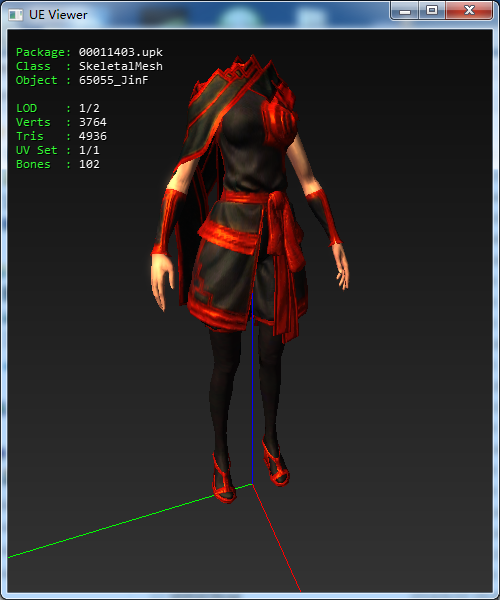 UE Viewer
Package: 00011403.upk
Class : SkeletalMesh
Object : 65055_JinF
LOD : 1/2
Verts : 3764
Tris : 4936
UV Set : 1/1
Bones : 102